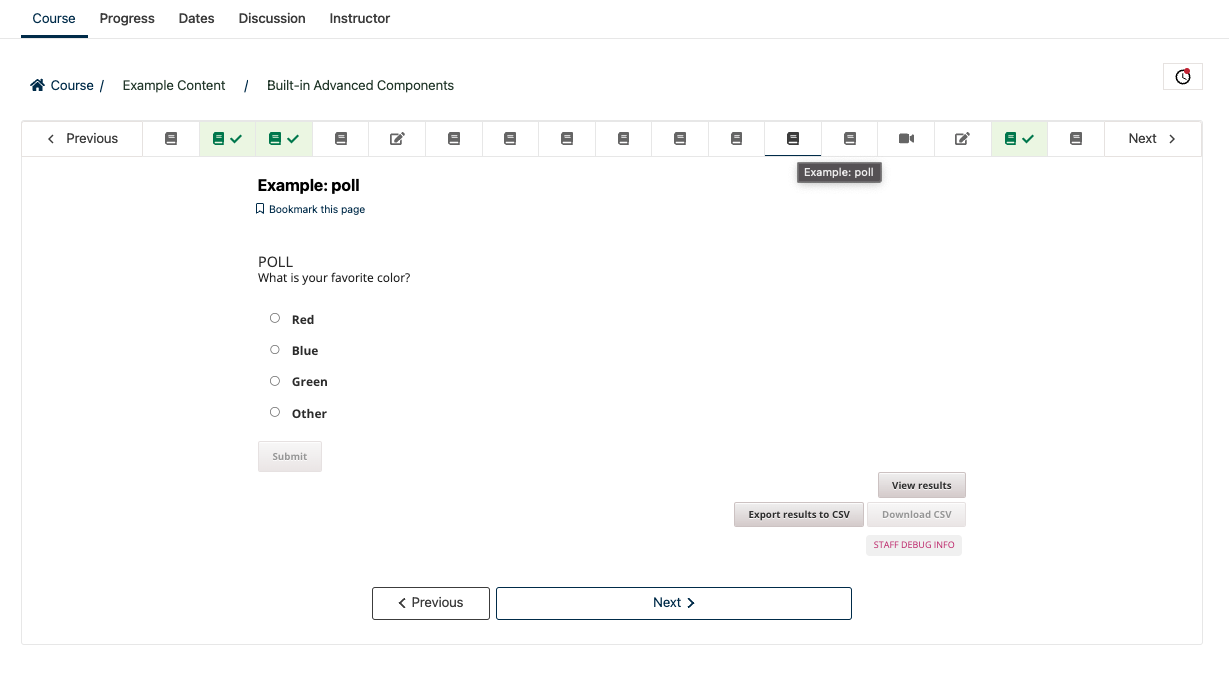 Course Progress Dates Discussion Instructor
Course / Example Content / Built-in Advanced Components
Previous Next
Example: poll
Example: poll
Bookmark this page
POLL
What is your favorite color?
Red
Blue
Green
Other
Submit
View results
Export results to CSV Download CSV
STAFF DEBUG INFO
Previous Next